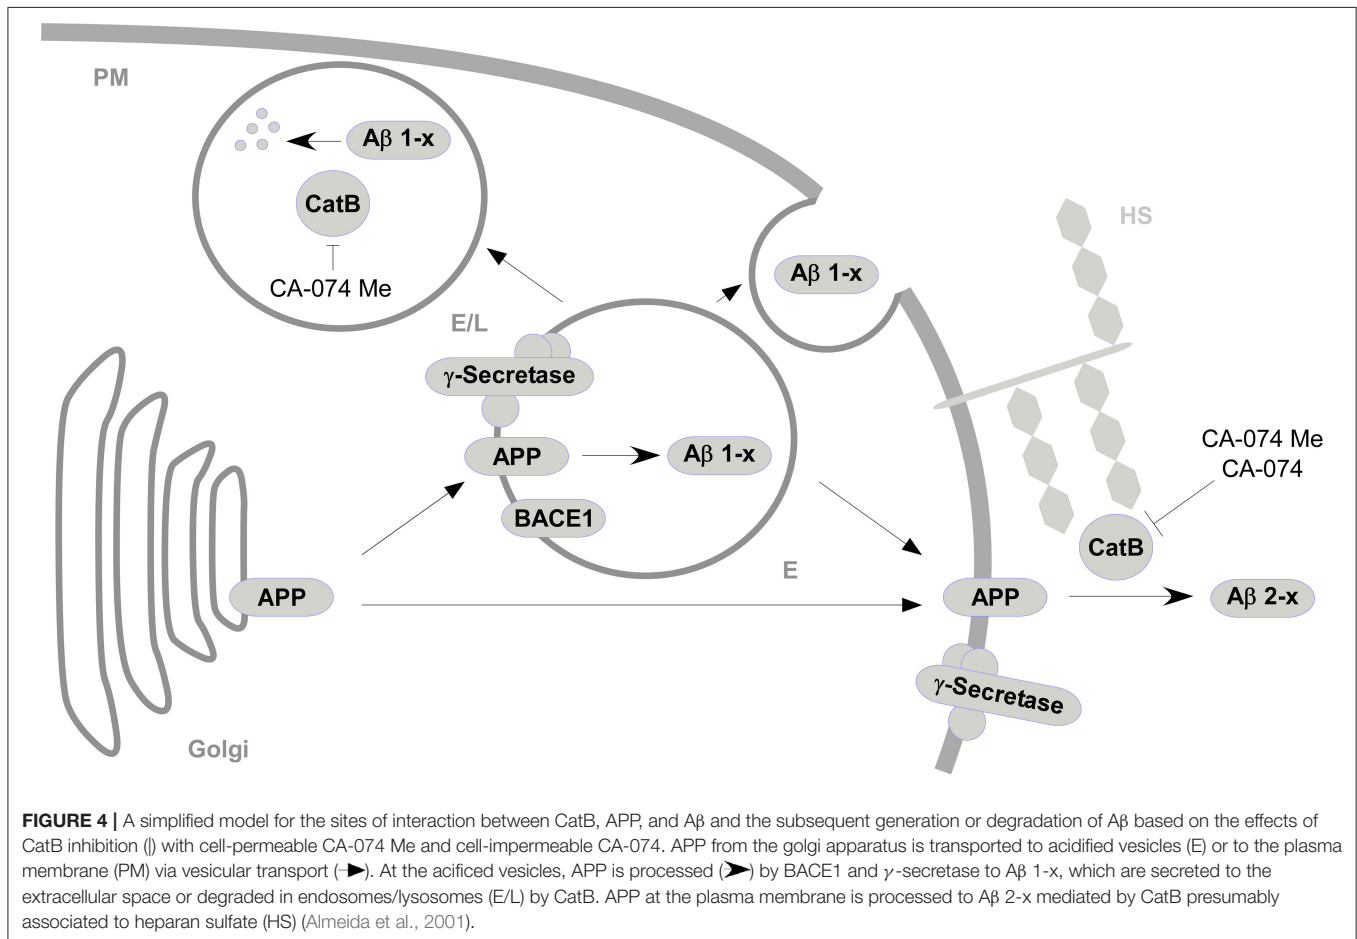 PM
Aβ 1-x
CatB
CA-074 Me
E/L
Aβ 1-x
HS
γ-Secretase
APP
Aβ 1-x
BACE1
E
CA-074 Me
CA-074
CatB
APP
APP
Aβ 2-x
γ-Secretase
Golgi
FIGURE 4 | A simplified model for the sites of interaction between CatB, APP, and Aβ and the subsequent generation or degradation of Aβ based on the effects of
CatB inhibition (|) with cell-permeable CA-074 Me and cell-impermeable CA-074. APP from the golgi apparatus is transported to acidified vesicles (E) or to the plasma
membrane (PM) via vesicular transport (). At the acificed vesicles, APP is processed () by BACE1 and γ-secretase to Aβ 1-x, which are secreted to the
extracellular space or degraded in endosomes/lysosomes (E/L) by CatB. APP at the plasma membrane is processed to Aβ 2-x mediated by CatB presumably
associated to heparan sulfate (HS) (Almeida et al., 2001).